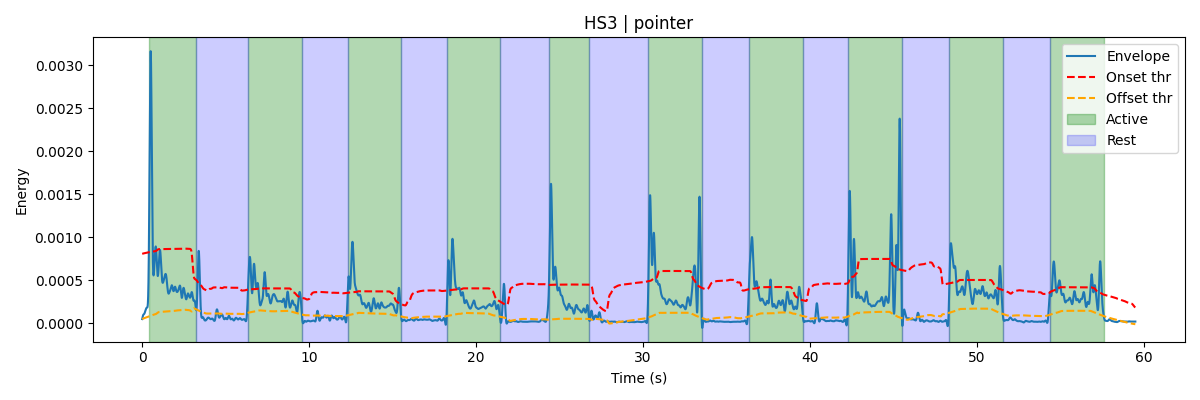 HS3 | pointer
Energy
0.0030
0.0025
0.0020
0.0015
0.0010
0.0005
0.0000
Envelope
Onset thr
Offset thr
Active
Rest
0 10 20 30 40 50 60
Time (s)